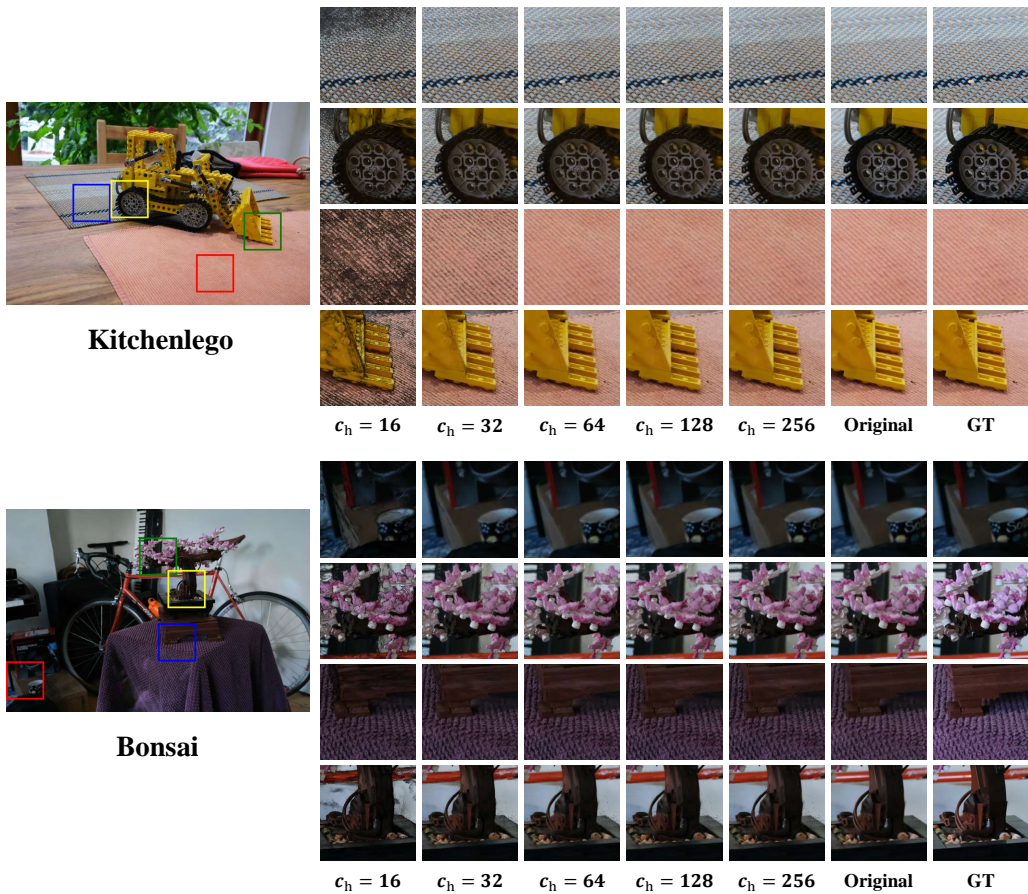 Kitchenlego
c_h = 16 c_h = 32 c_h = 64 c_h = 128 c_h = 256 Original GT
Bonsai
c_h = 16 c_h = 32 c_h = 64 c_h = 128 c_h = 256 Original GT